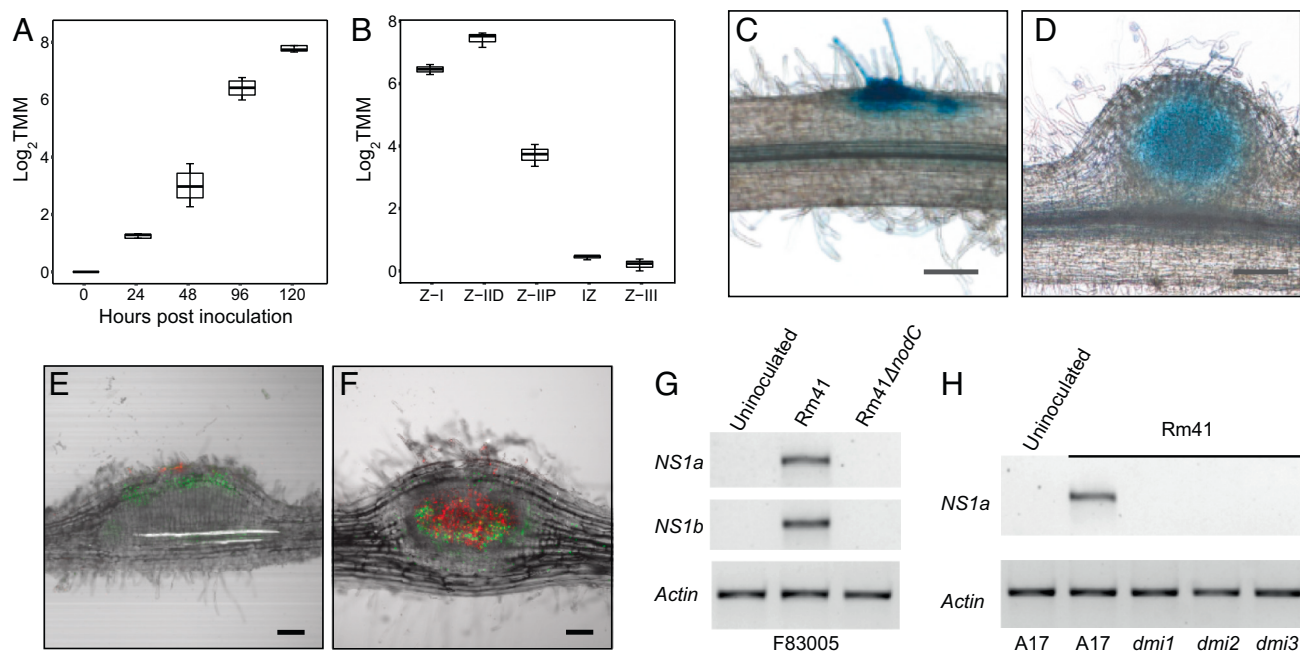 A
Log2TMM
8
6
4
2
0
0 24 48 96 120
Hours post inoculation
B
Log2TMM
8
6
4
2
0
Z-I Z-IID Z-IIP IZ Z-III
C
D
E
F
G
Uninoculated Rm41 Rm41ΔnodC
NS1a
NS1b
Actin
F83005
H
Uninoculated
Rm41
NS1a
Actin
A17 A17 dmi1 dmi2 dmi3